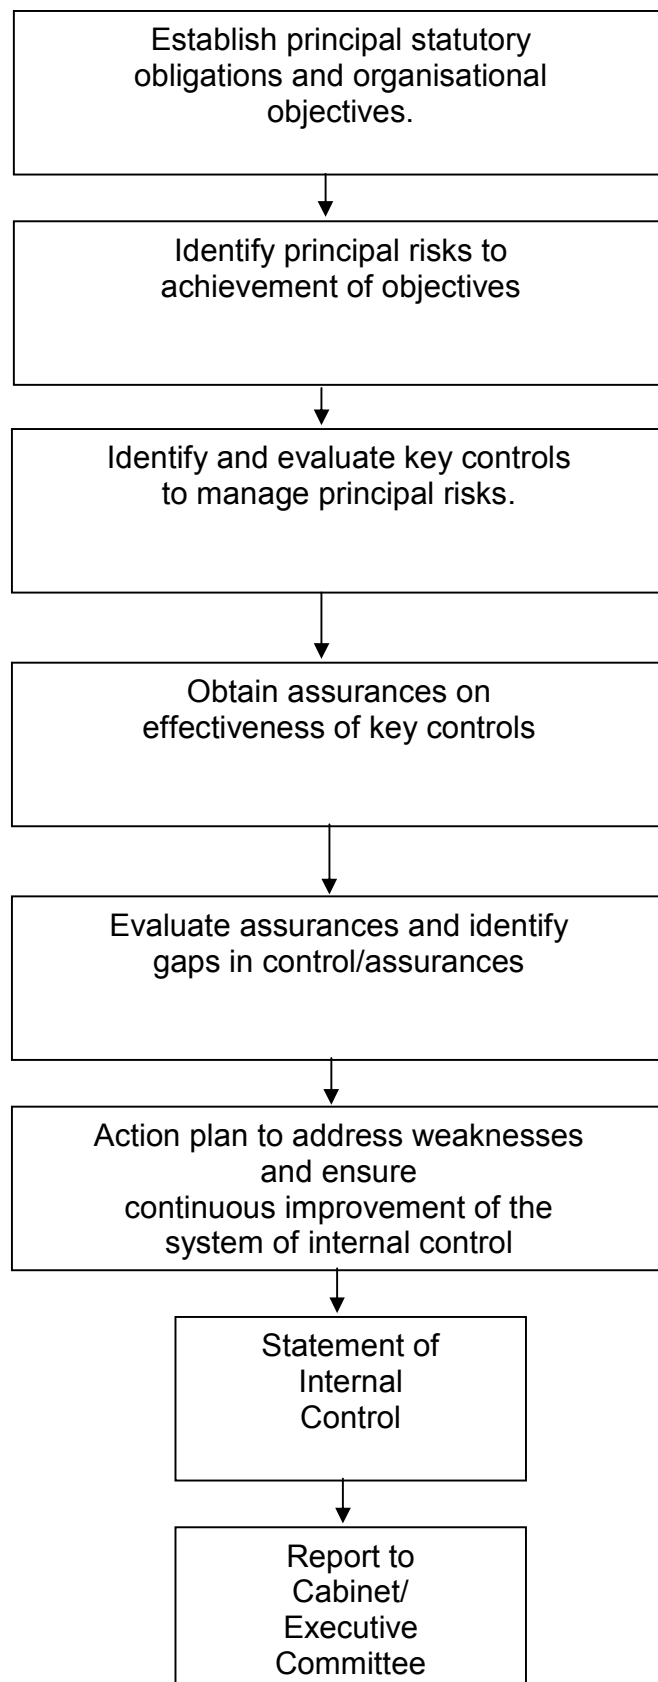 Establish principal statutory
obligations and organisational
objectives.
Identify principal risks to
achievement of objectives
Identify and evaluate key controls
to manage principal risks.
Obtain assurances on
effectiveness of key controls
Evaluate assurances and identify
gaps in control/assurances
Action plan to address weaknesses
and ensure
continuous improvement of the
system of internal control
Statement of
Internal
Control
Report to
Cabinet/
Executive
Committee